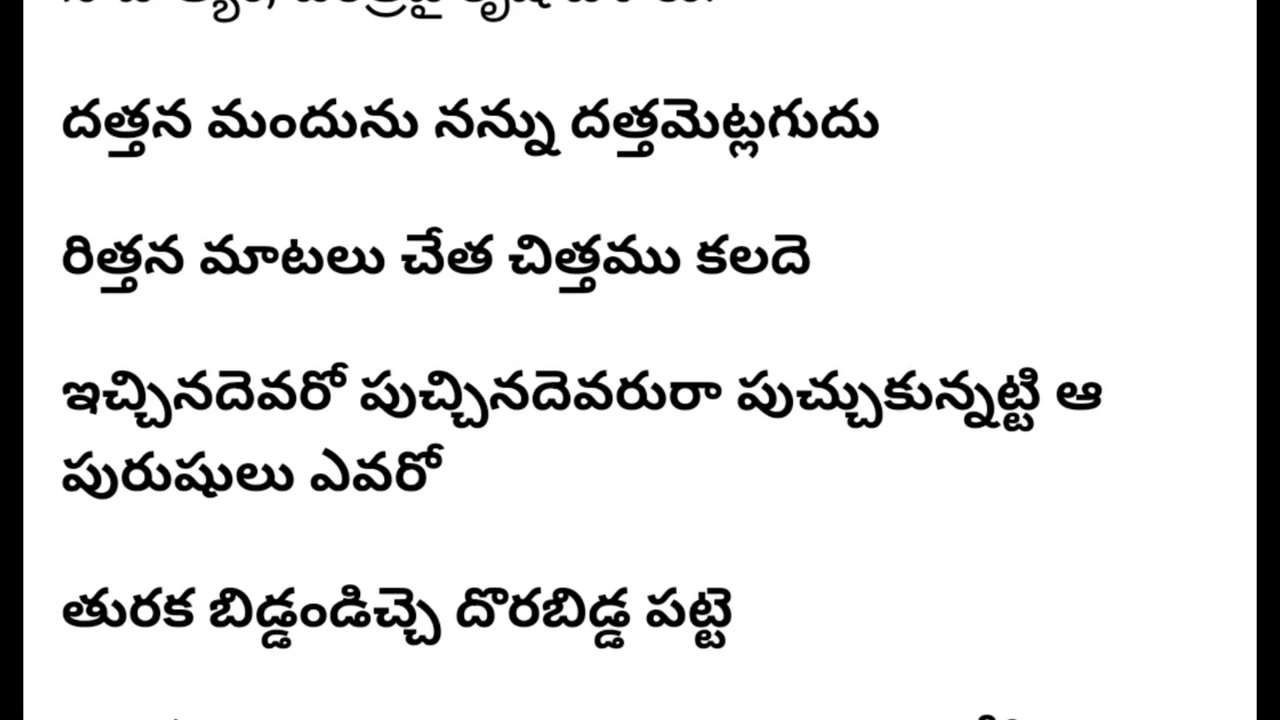 దత్తన మందును నన్ను దత్తమెట్లగుదు
రిత్తన మాటలు చేత చిత్తము కలదె
ఇచ్చినదెవరో పుచ్చినదెవరురా పుచ్చుకున్నట్టి ఆ
పురుషులు ఎవరో
తురక బిడ్డండిచ్చె దొరబిడ్డ పట్టె